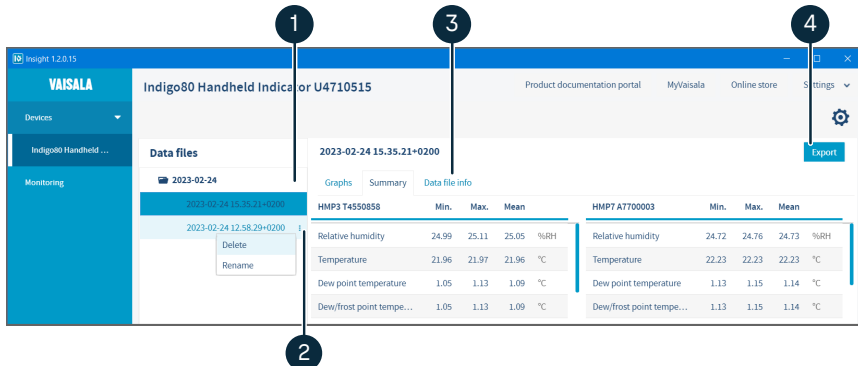 1
3
4
Insight 1.2.0.15
VAISALA
Indigo80 Handheld Indicator U4710515
Product documentation portal
MyVaisala
Online store
Settings
Devices
Indigo80 Handheld ...
Monitoring
Data files
2023-02-24
2023-02-24 15.35.21+0200
2023-02-24 12.58.29+0200
Delete
Rename
2023-02-24 15.35.21+0200
Export
Graphs Summary Data file info
HMP3 T4550858 Min. Max. Mean
Relative humidity 24.99 25.11 25.05 %RH
Temperature 21.96 21.97 21.96 °C
Dew point temperature 1.05 1.13 1.09 °C
Dew/frost point tempe... 1.05 1.13 1.09 °C
HMP7 A7700003 Min. Max. Mean
Relative humidity 24.72 24.76 24.73 %RH
Temperature 22.23 22.23 22.23 °C
Dew point temperature 1.13 1.15 1.14 °C
Dew/frost point tempe... 1.13 1.15 1.14 °C
2